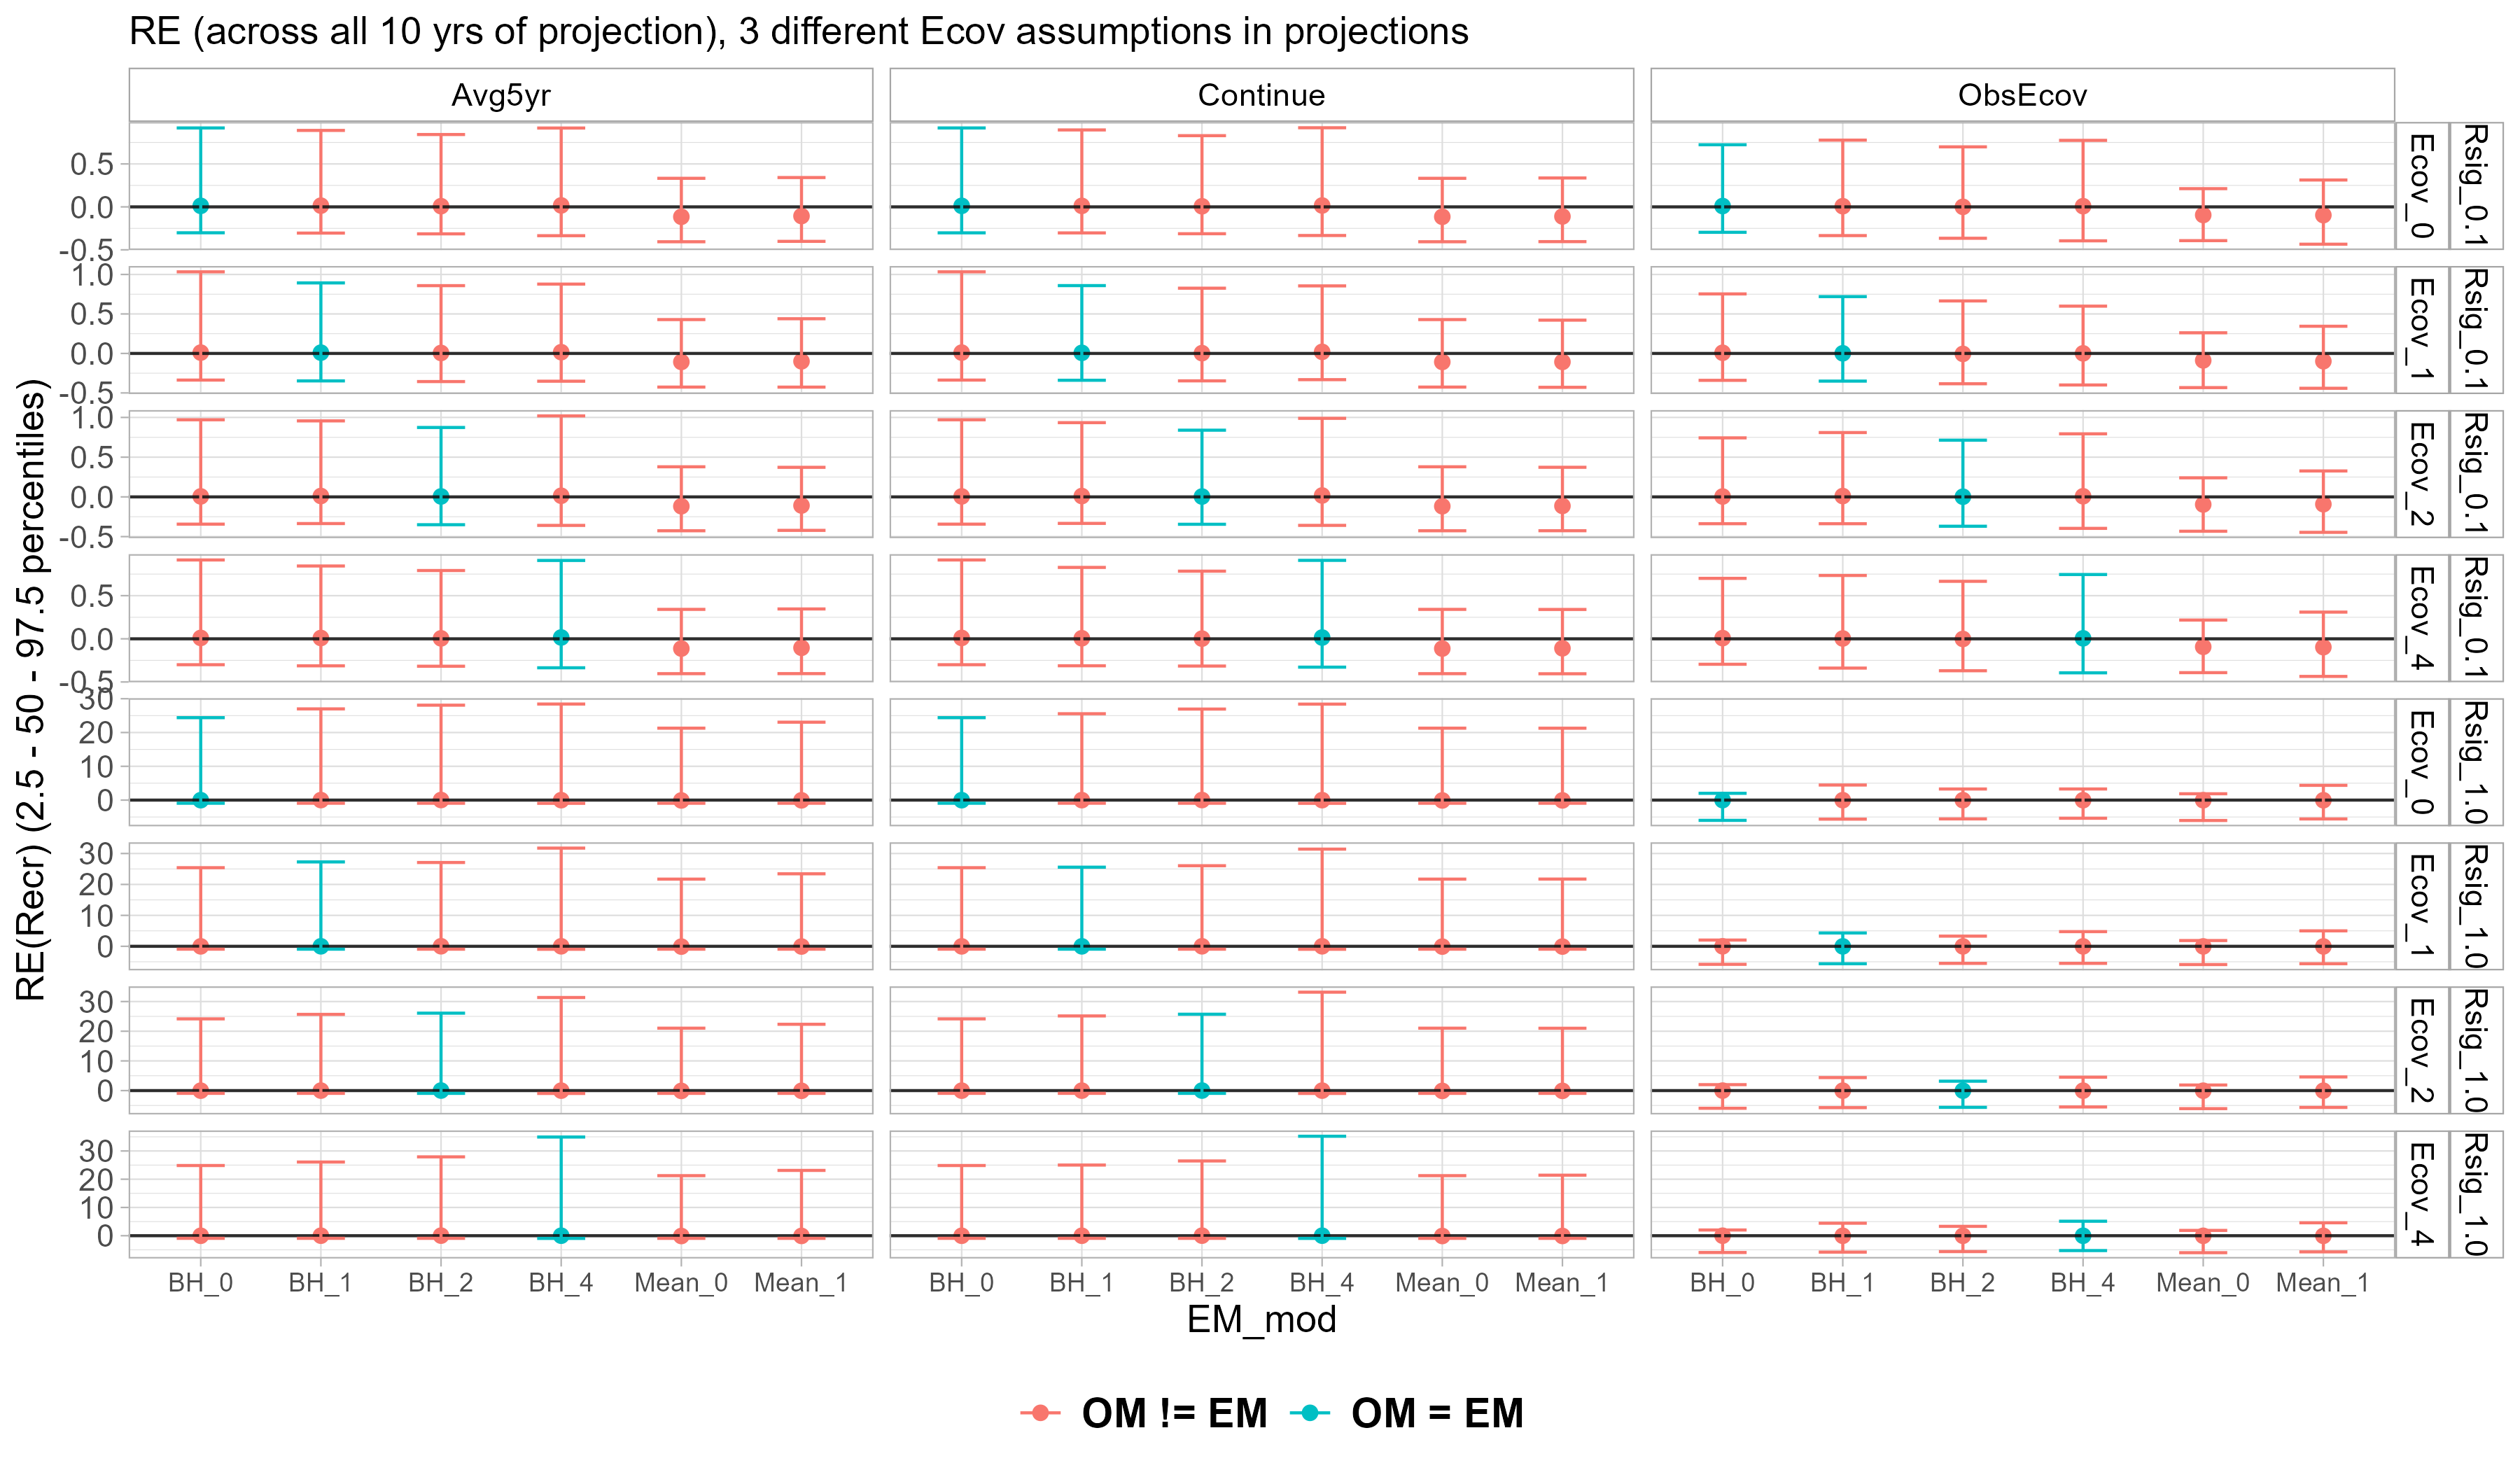 RE (across all 10 yrs of projection), 3 different Ecov assumptions in projections
Avg5yr
Continue
ObsEcov
RE(Recr) (2.5 - 50 - 97.5 percentiles)
0.5
0.0
-0.5
Ecov_0
Rsig_0.1
1.0
0.5
0.0
-0.5
Ecov_1
Rsig_0.1
1.0
0.5
0.0
-0.5
Ecov_2
Rsig_0.1
0.5
0.0
-0.5
Ecov_4
Rsig_0.1
30
20
10
0
Ecov_0
Rsig_1.0
30
20
10
0
Ecov_1
Rsig_1.0
30
20
10
0
Ecov_2
Rsig_1.0
30
20
10
0
Ecov_4
Rsig_1.0
BH_0 BH_1 BH_2 BH_4 Mean_0 Mean_1
BH_0 BH_1 BH_2 BH_4 Mean_0 Mean_1
BH_0 BH_1 BH_2 BH_4 Mean_0 Mean_1
EM_mod
OM != EM
OM = EM